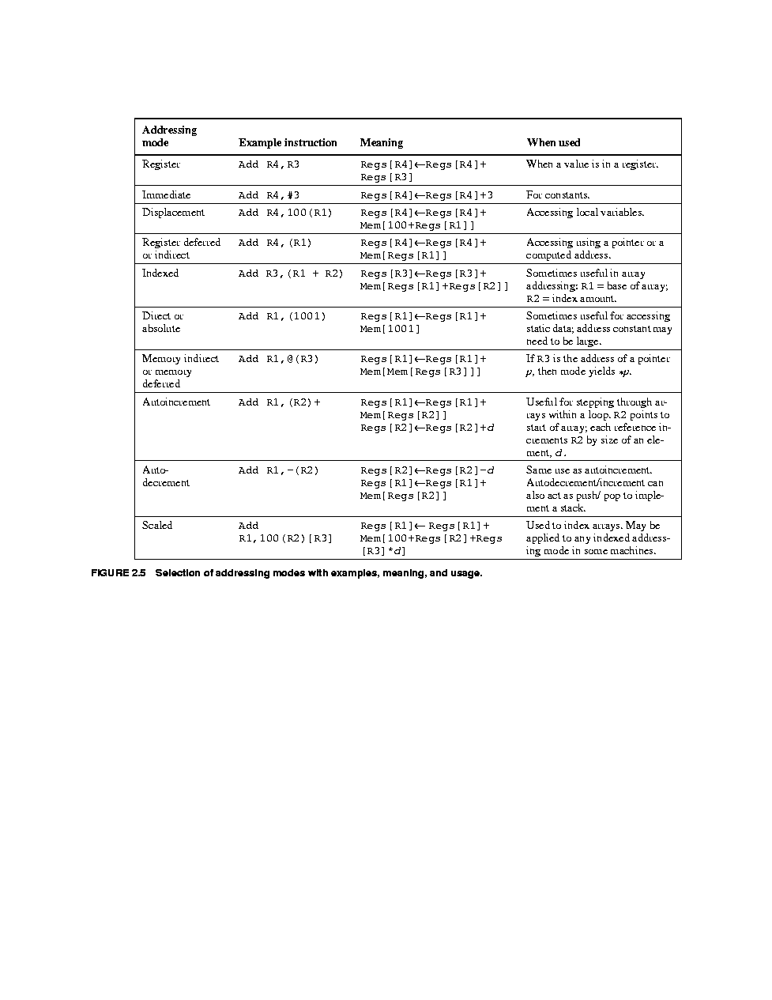 Addressing
mode Example instruction Meaning When used
Register Add R4,R3 Regs[R4]←Regs[R4]+ When a value is in a register.
Regs[R3]
Immediate Add R4,#3 Regs[R4]←Regs[R4]+3 For constants.
Displacement Add R4,100(R1) Regs[R4]←Regs[R4]+ Accessing local variables.
Mem[100+Regs[R1]]
Register deferred Add R4,(R1) Regs[R4]←Regs[R4]+ Accessing using a pointer or a
or indirect Mem[Regs[R1]] computed address.
Indexed Add R3,(R1 + R2) Regs[R3]←Regs[R3]+ Sometimes useful in array
Mem[Regs[R1]+Regs[R2]] addressing: R1 = base of array;
R2 = index amount.
Direct or Add R1,(1001) Regs[R1]←Regs[R1]+ Sometimes useful for accessing
absolute Mem[1001] static data; address constant may
need to be large.
Memory indirect Add R1,@(R3) Regs[R1]←Regs[R1]+ If R3 is the address of a pointer
or memory Mem[Mem[Regs[R3]]] p, then mode yields *p.
deferred
Autoincrement Add R1,(R2)+ Regs[R1]←Regs[R1]+ Useful for stepping through ar-
Mem[Regs[R2]] rays within a loop. R2 points to
Regs[R2]←Regs[R2]+d start of array; each reference in-
crements R2 by size of an ele-
ment, d.
Auto- Add R1,-(R2) Regs[R2]←Regs[R2]-d Same use as autoincrement.
decrement Regs[R1]←Regs[R1]+ Autodecrement/increment can
Mem[Regs[R2]] also act as push/ pop to imple-
ment a stack.
Scaled Add Regs[R1]← Regs[R1]+ Used to index arrays. May be
R1,100(R2)[R3] Mem[100+Regs[R2]+Regs applied to any indexed address-
[R3]*d] ing mode in some machines.
FIGURE 2.5 Selection of addressing modes with examples, meaning, and usage.